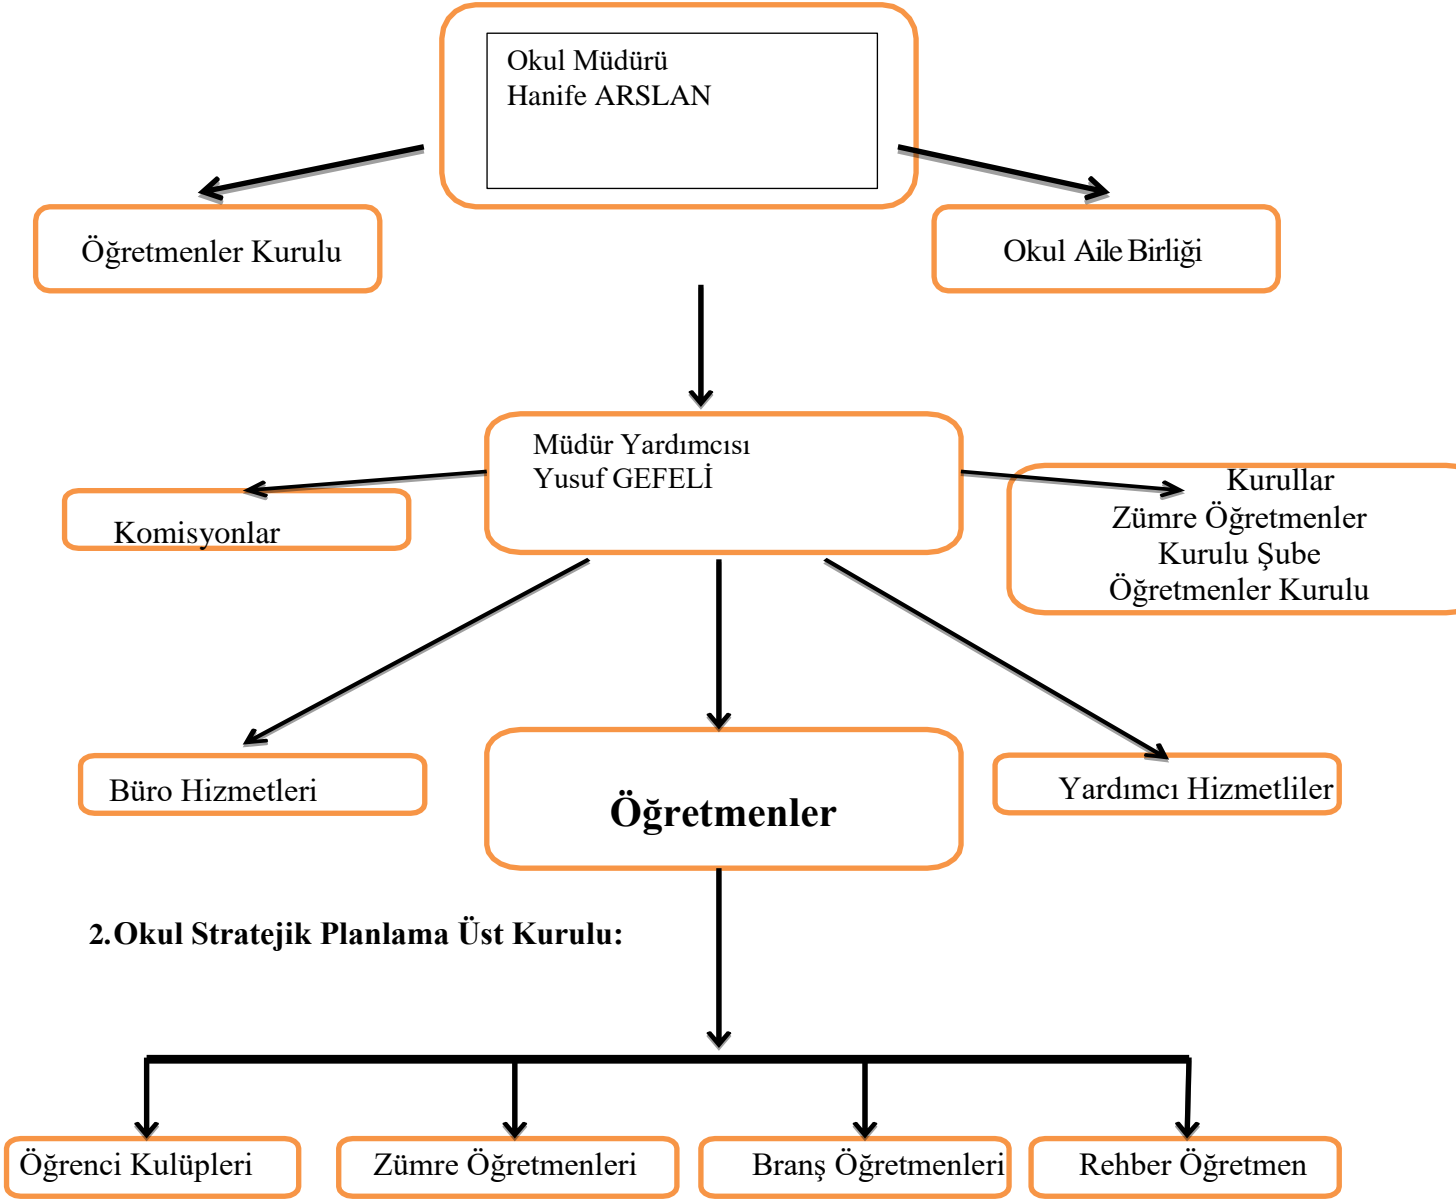 Okul Müdürü
Hanife ARSLAN
Öğretmenler Kurulu
Okul Aile Birliği
Müdür Yardımcısı
Yusuf GEFELİ
Komisyonlar
Kurullar
Zümre Öğretmenler
Kurulu Şube
Öğretmenler Kurulu
Büro Hizmetleri
Öğretmenler
Yardımcı Hizmetliler
2.Okul Stratejik Planlama Üst Kurulu:
Öğrenci Kulüpleri
Zümre Öğretmenleri
Branş Öğretmenleri
Rehber Öğretmen